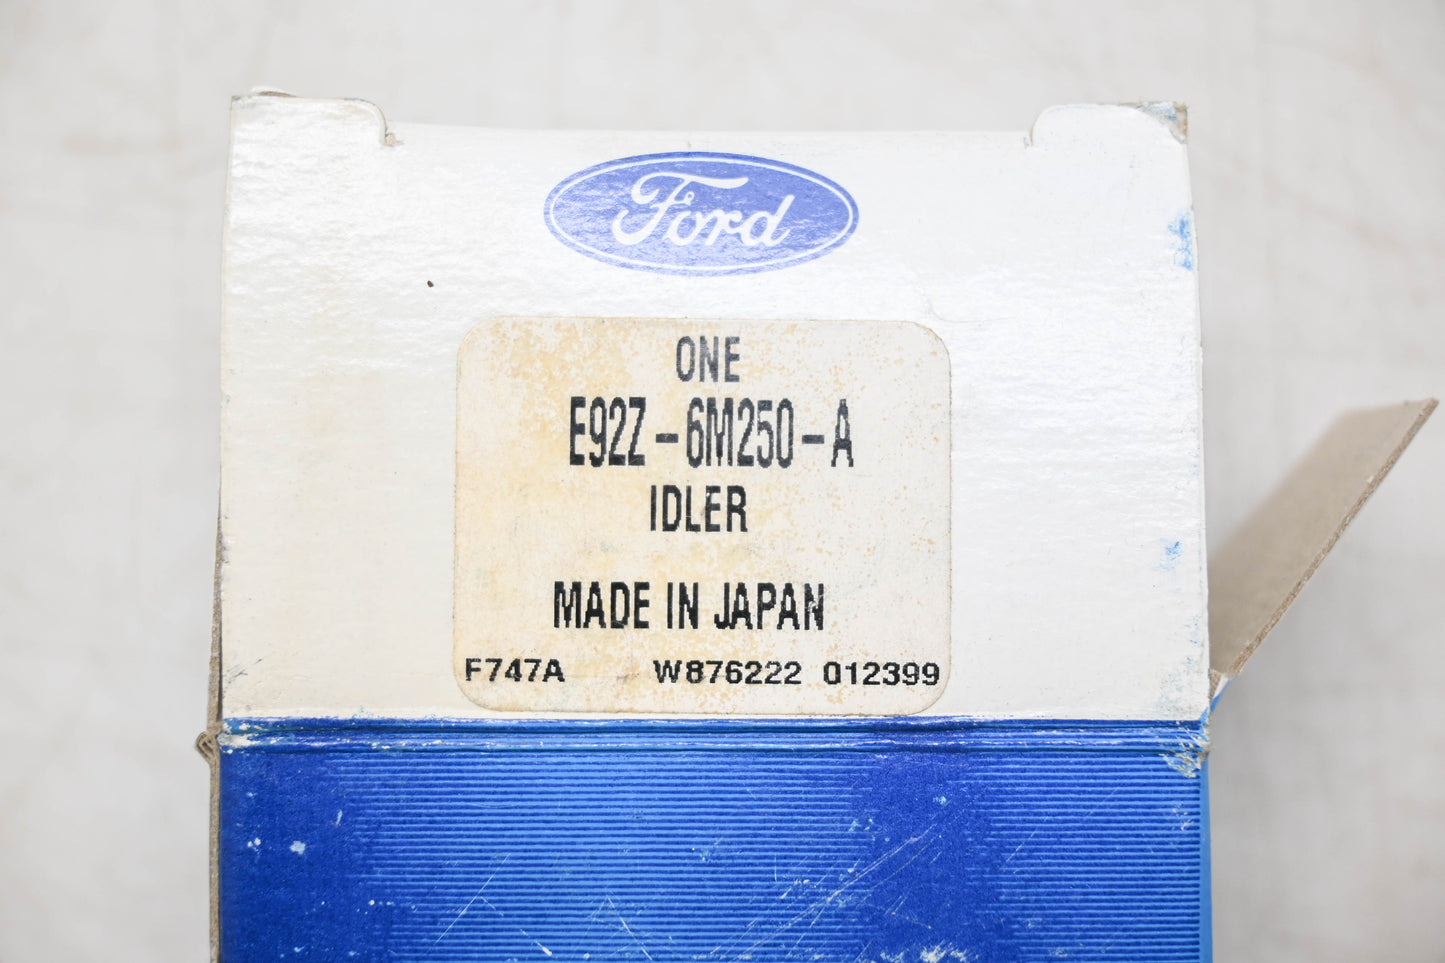 Ford
ONE
E92Z-6M250-A
IDLER
MADE IN JAPAN
F747A W876222 012399